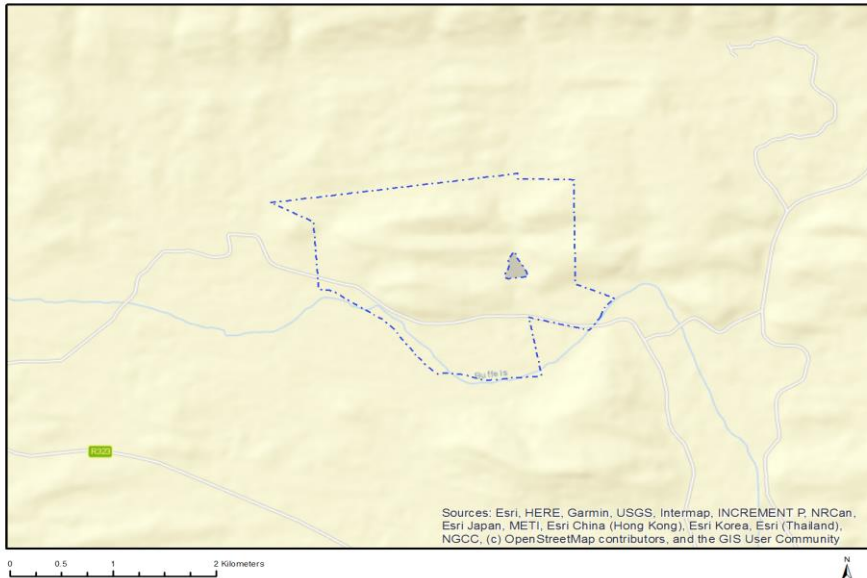 Buffels
R323
Sources: Esri, HERE, Garmin, USGS, Intermap, INCREMENT P, NRCan,
Esri Japan, METI, Esri China (Hong Kong), Esri Korea, Esri (Thailand),
NGCC, (c) OpenStreetMap contributors, and the GIS User Community
0 0.5 1 2 Kilometers
N